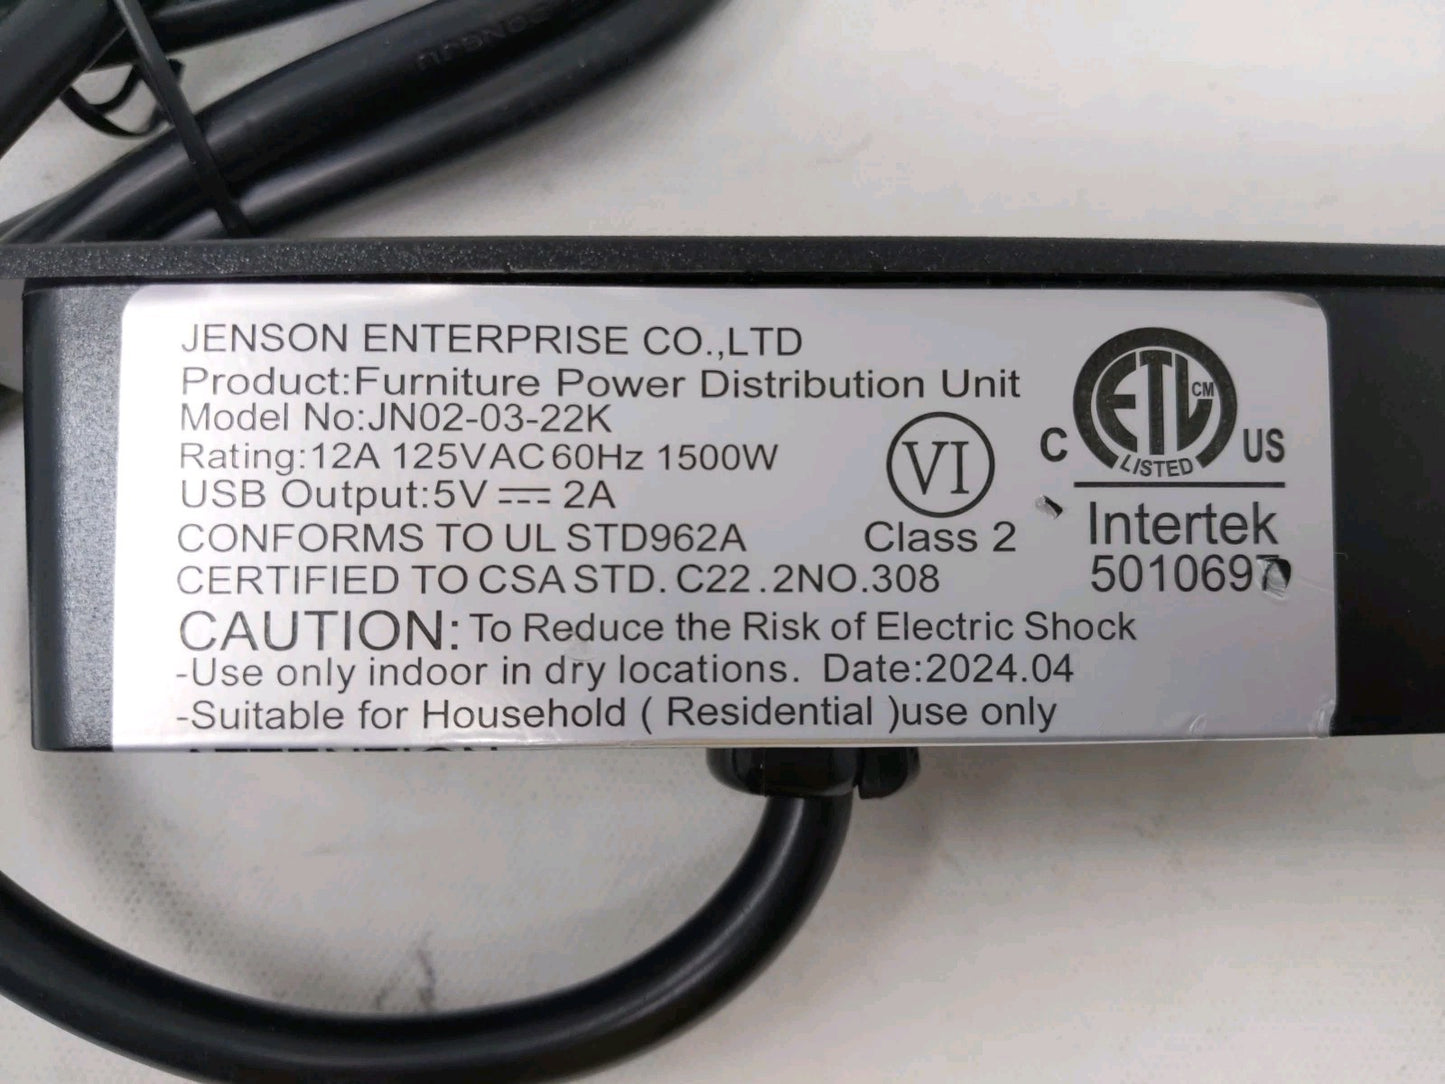 JENSON ENTERPRISE CO.,LTD
Product:Furniture Power Distribution Unit
Model No:JN02-03-22K
Rating:12A 125VAC 60Hz 1500W
USB Output:5V ⎓ 2A
CONFORMS TO UL STD962A
CERTIFIED TO CSA STD. C22.2NO.308
CAUTION: To Reduce the Risk of Electric Shock
-Use only indoor in dry locations. Date:2024.04
-Suitable for Household ( Residential )use only
ATTENTION
VI
Class 2
ETL CM
LISTED
C US
Intertek
5010697